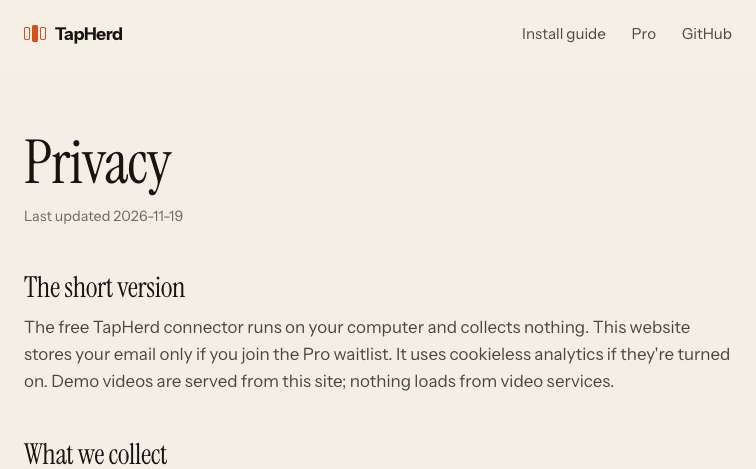 TapHerd
Install guide
Pro
GitHub
Privacy
Last updated 2026-11-19
The short version
The free TapHerd connector runs on your computer and collects nothing. This website
stores your email only if you join the Pro waitlist. It uses cookieless analytics if they're turned
on. Demo videos are served from this site; nothing loads from video services.
What we collect